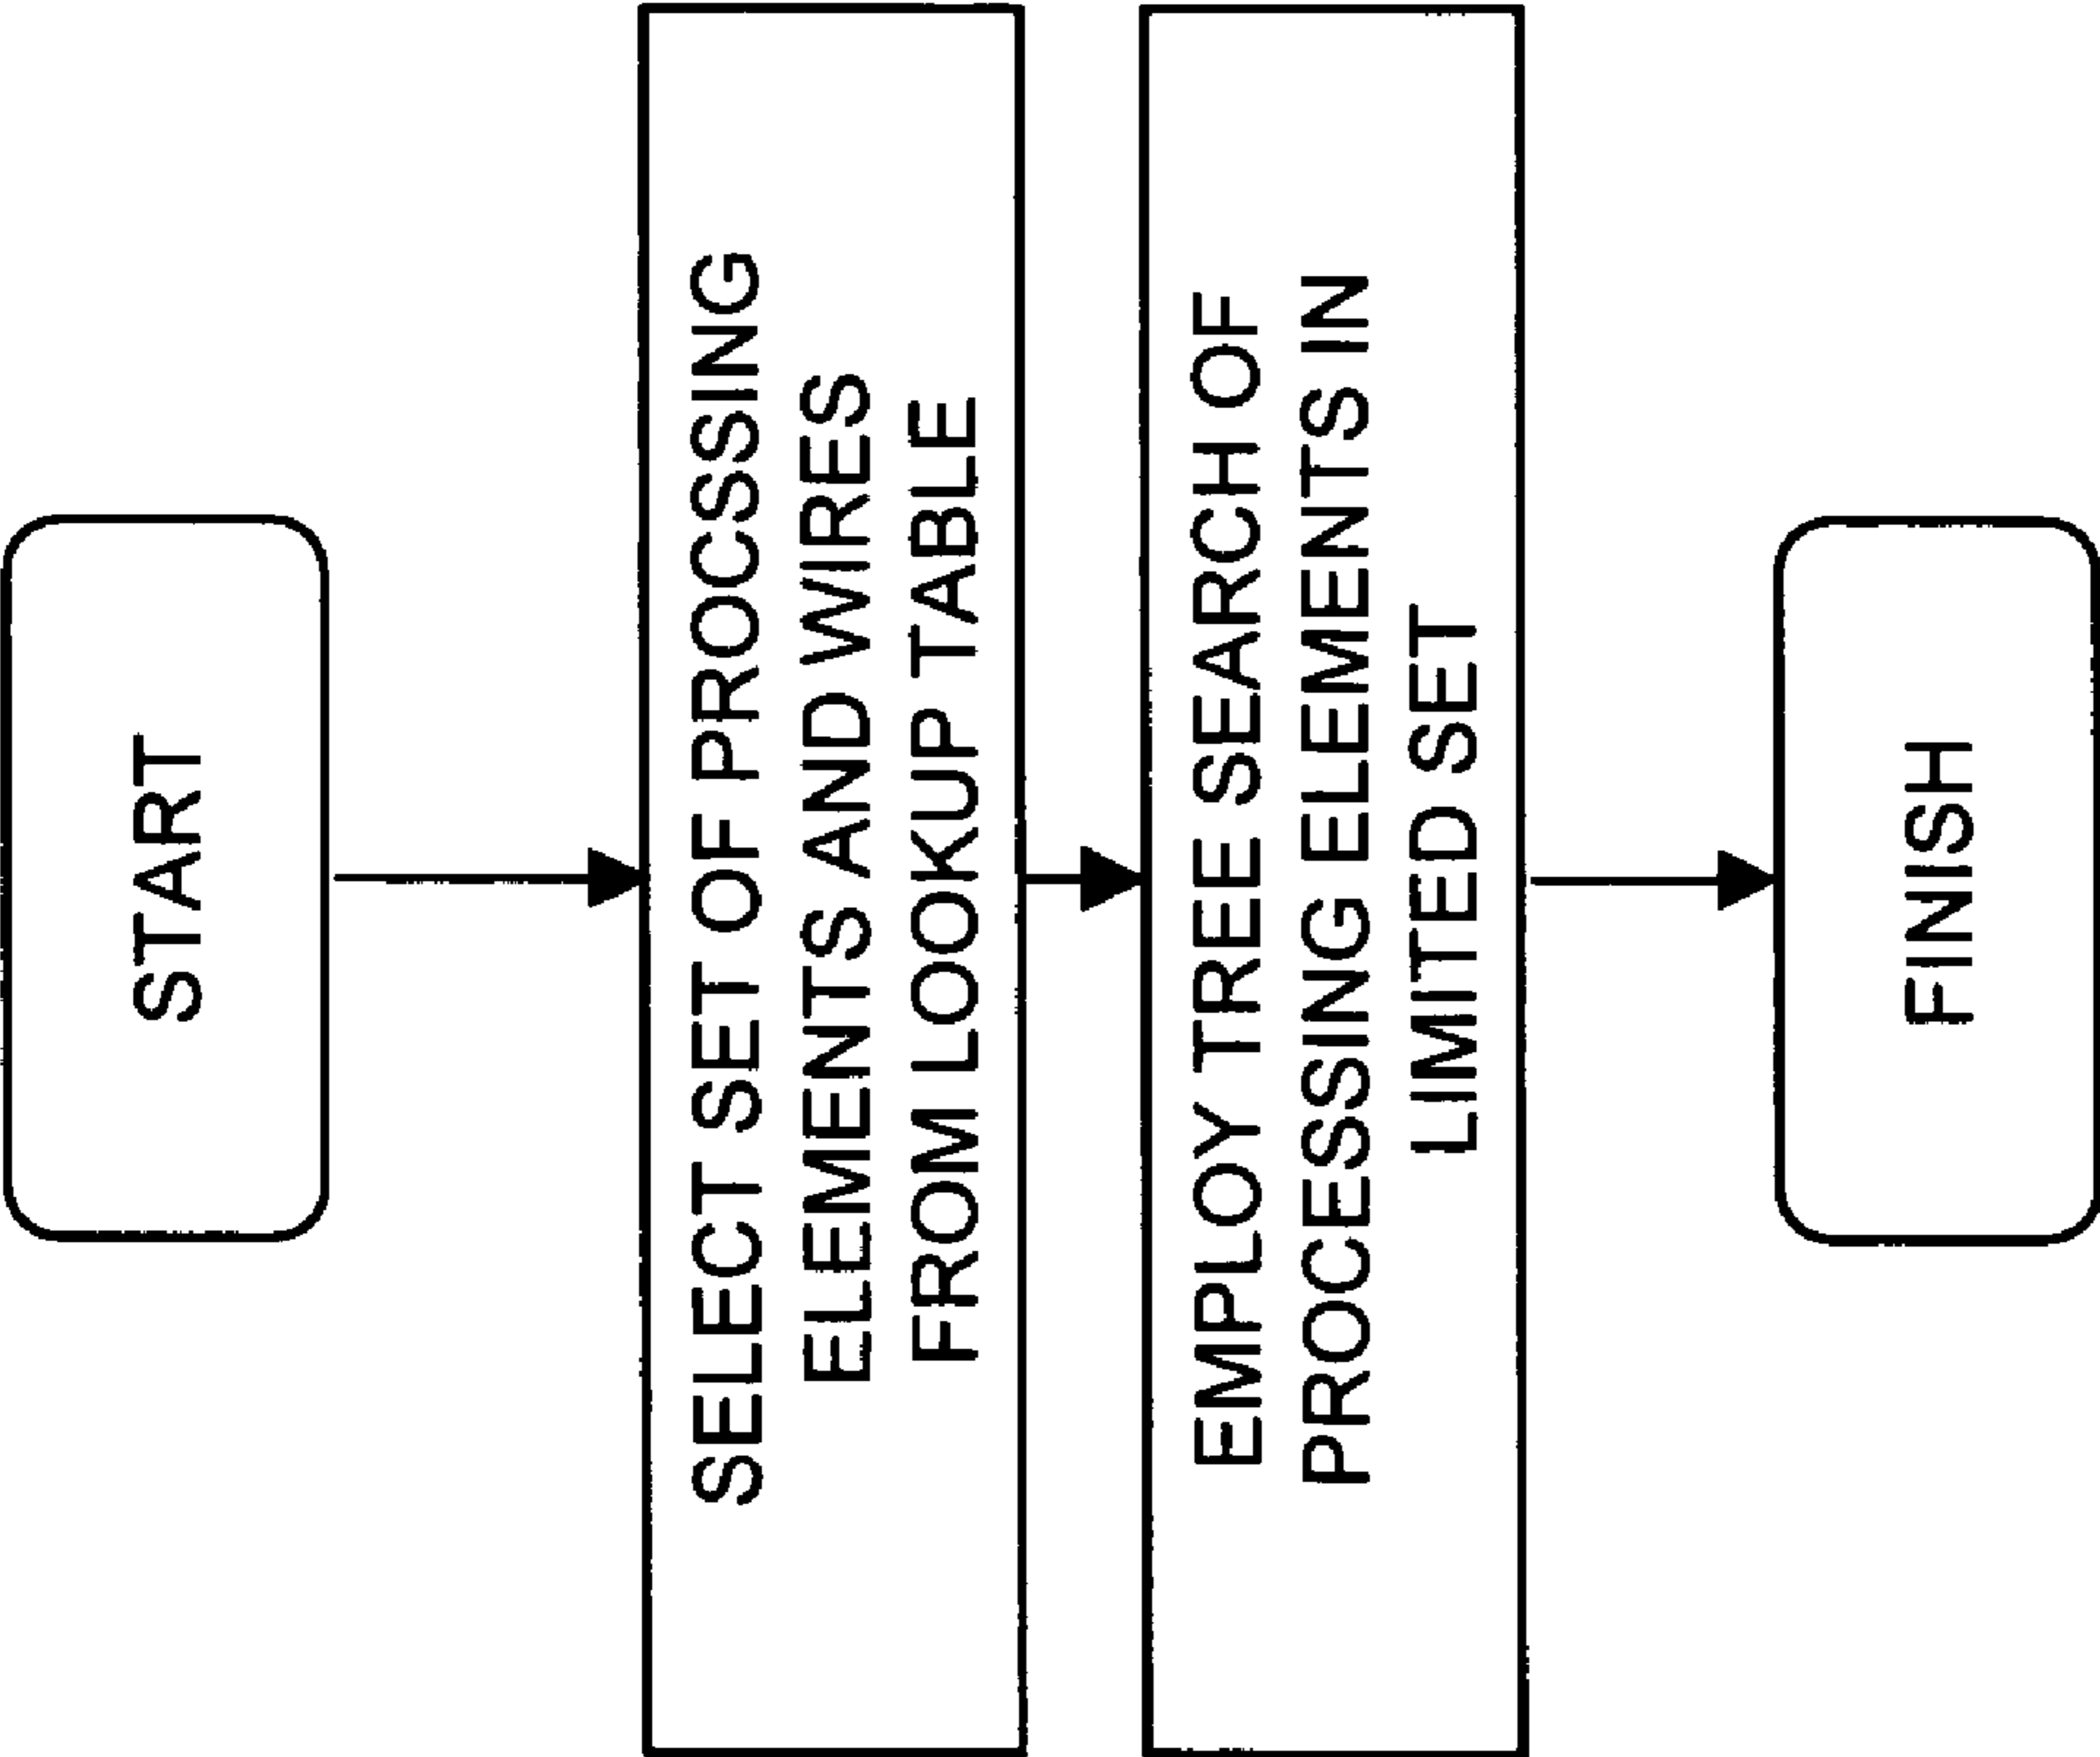 START
SELECT SET OF PROCSSING
ELEMENTS AND WIRES
FROM LOOKUP TABLE
EMPLOY TREE SEARCH OF
PROCESSING ELEMENTS IN
LIMITED SET
FINISH